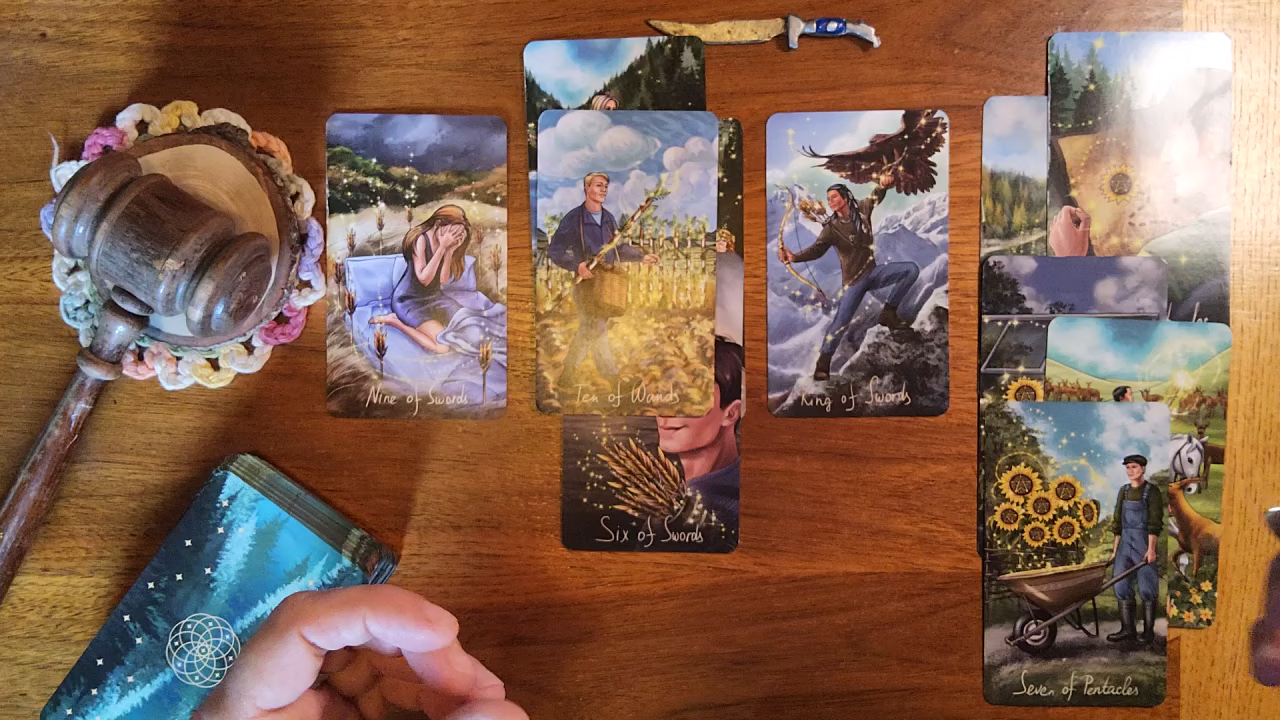 Nine of Swords
Ten of Wands
King of Swords
Six of Swords
Seven of Pentacles